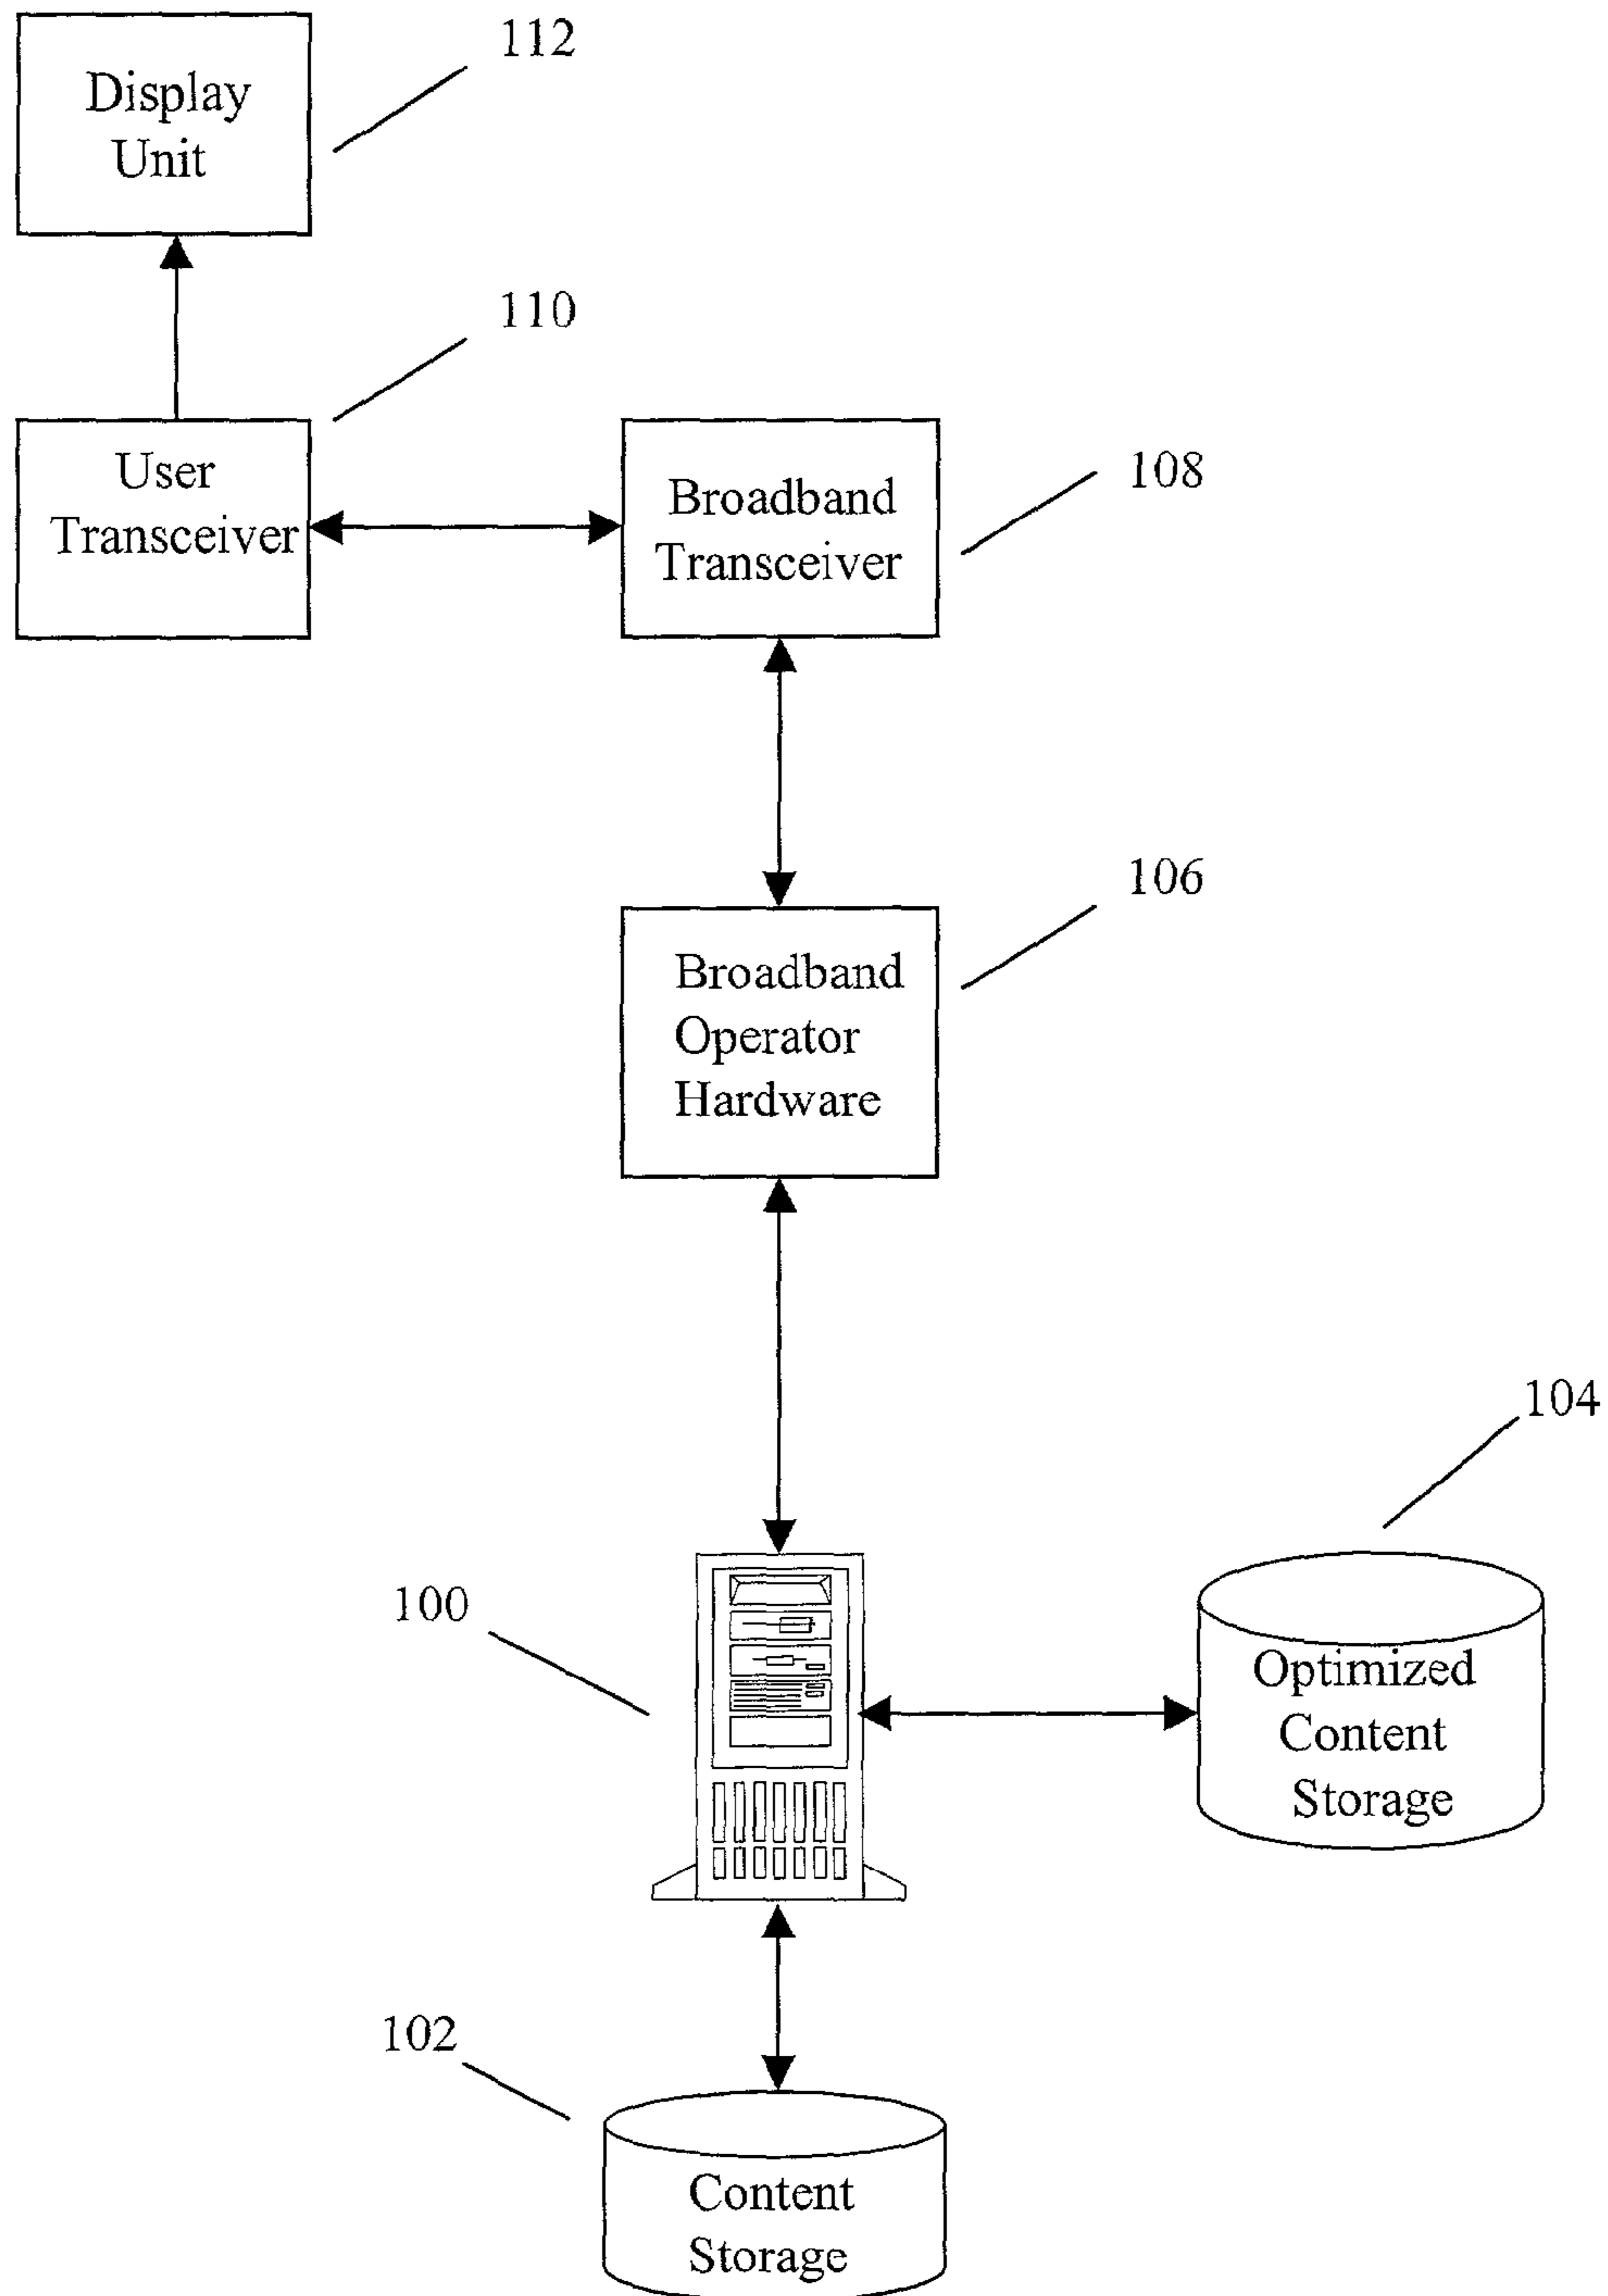 112
Display
Unit
110
User
Transceiver
Broadband
Transceiver
108
106
Broadband
Operator
Hardware
104
100
Optimized
Content
Storage
102
Content
Storage